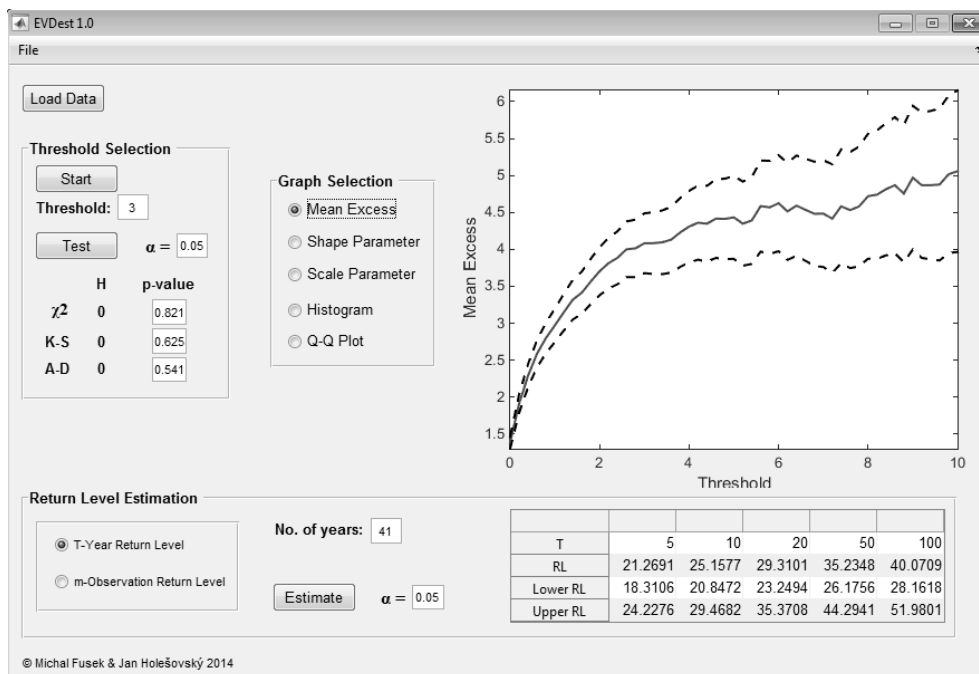 EVDest 1.0
File
Load Data
Threshold Selection
Start
Threshold: 3
Test α = 0.05
H p-value
χ2 0 0.821
K-S 0 0.625
A-D 0 0.541
Graph Selection
Mean Excess
Shape Parameter
Scale Parameter
Histogram
Q-Q Plot
Mean Excess
6
5.5
5
4.5
4
3.5
3
2.5
2
1.5
0 2 4 6 8 10
Threshold
Return Level Estimation
T-Year Return Level
m-Observation Return Level
No. of years: 41
Estimate α = 0.05
T 5 10 20 50 100
RL 21.2691 25.1577 29.3101 35.2348 40.0709
Lower RL 18.3106 20.8472 23.2494 26.1756 28.1618
Upper RL 24.2276 29.4682 35.3708 44.2941 51.9801
© Michal Fusek & Jan Holešovský 2014